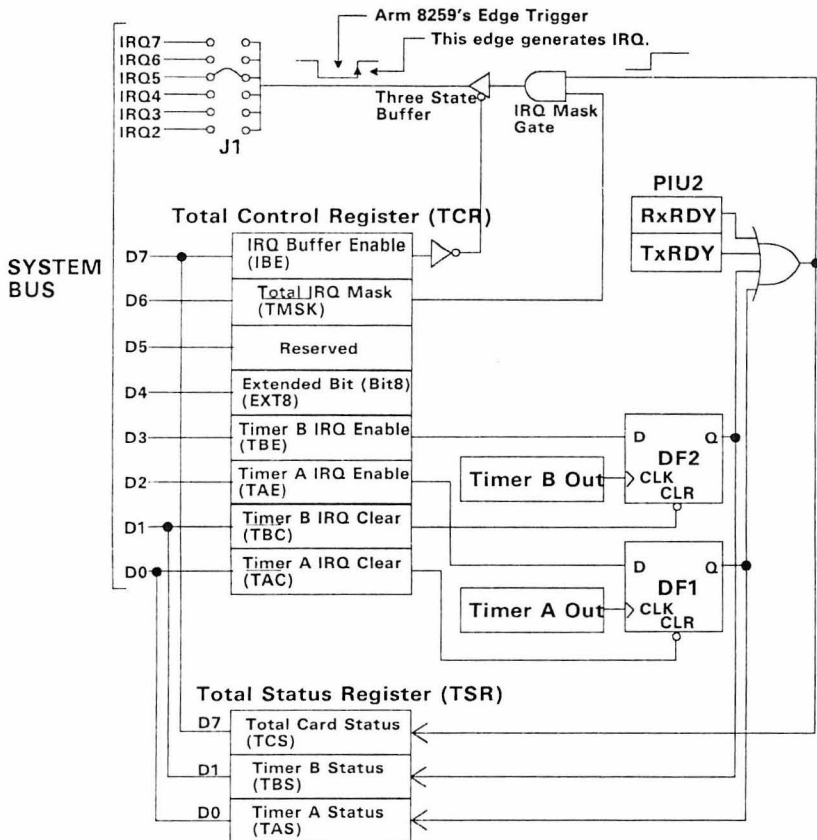 Arm 8259's Edge Trigger
This edge generates IRQ.
IRQ7
IRQ6
IRQ5
IRQ4
IRQ3
IRQ2
J1
Three State
Buffer
IRQ Mask
Gate
PIU2
RxRDY
TxRDY
Total Control Register (TCR)
SYSTEM
BUS
D7
IRQ Buffer Enable
(IBE)
D6
Total IRQ Mask
(TMSK)
D5
Reserved
D4
Extended Bit (Bit8)
(EXT8)
D3
Timer B IRQ Enable
(TBE)
D2
Timer A IRQ Enable
(TAE)
D1
Timer B IRQ Clear
(TBC)
D0
Timer A IRQ Clear
(TAC)
Timer B Out
D
Q
DF2
CLK
CLR
Timer A Out
D
Q
DF1
CLK
CLR
Total Status Register (TSR)
D7
Total Card Status
(TCS)
D1
Timer B Status
(TBS)
D0
Timer A Status
(TAS)